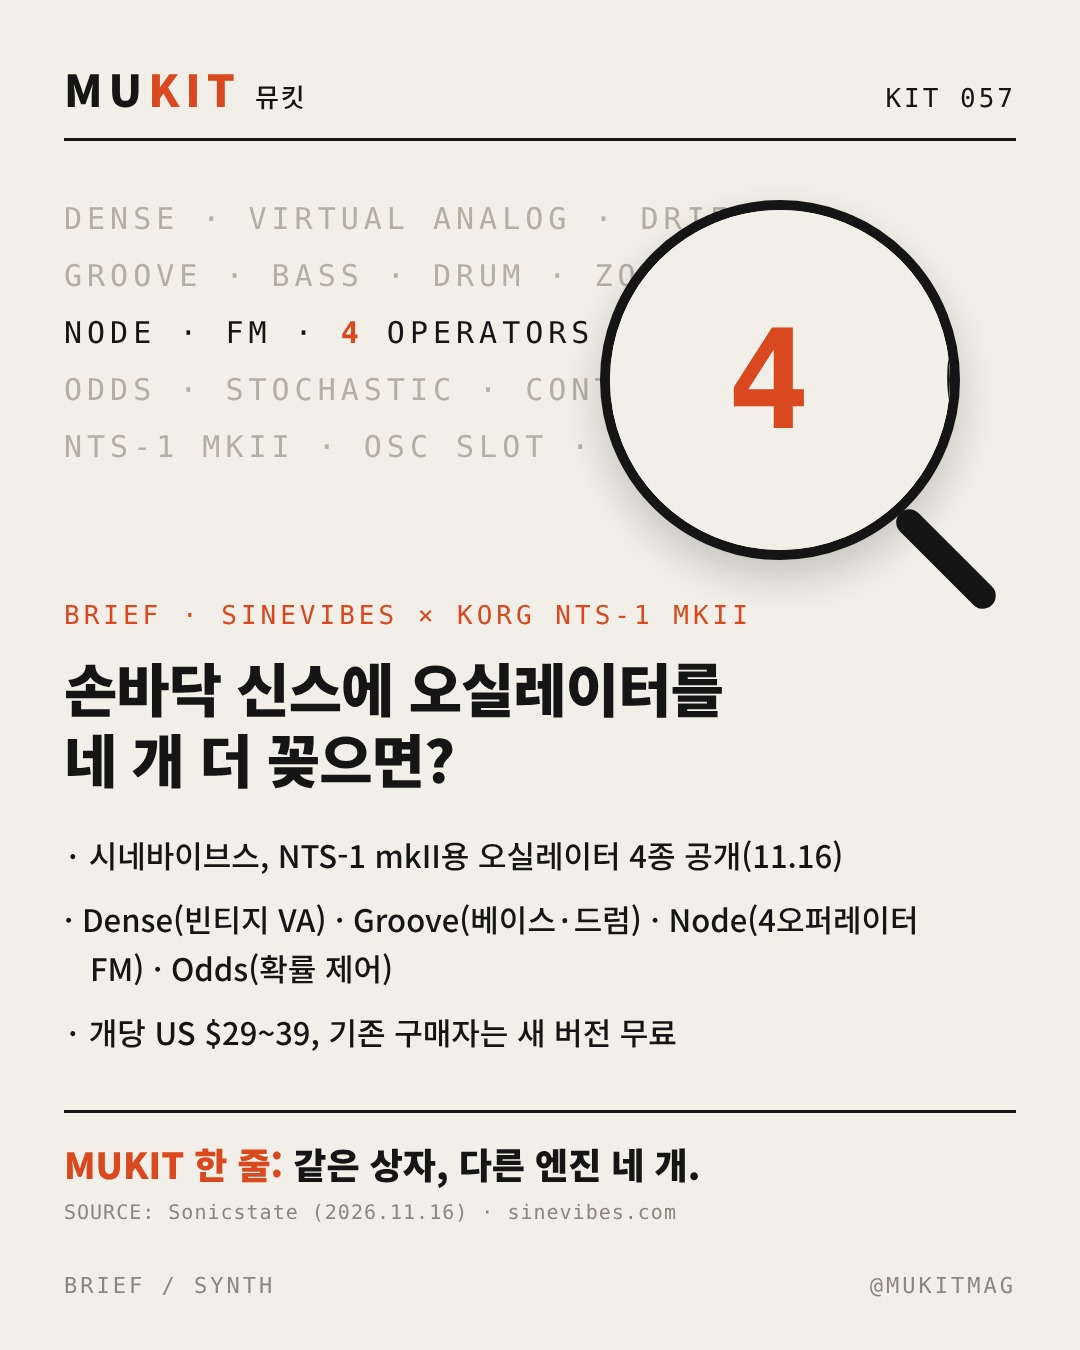 MUKIT 뮤킷
KIT 057
DENSE · VIRTUAL ANALOG ·
GROOVE · BASS · DRUM ·
NODE · FM · 4 OPERATORS
ODDS · STOCHASTIC ·
NTS-1 MKII · OSC SLOT ·
4
BRIEF · SINEVIBES × KORG NTS-1 MKII
손바닥 신스에 오실레이터를
네 개 더 꽂으면?
· 시네바이브스, NTS-1 mkII용 오실레이터 4종 공개(11.16)
· Dense(빈티지 VA) · Groove(베이스·드럼) · Node(4오퍼레이터
FM) · Odds(확률 제어)
· 개당 US $29~39, 기존 구매자는 새 버전 무료
MUKIT 한 줄: 같은 상자, 다른 엔진 네 개.
SOURCE: Sonicstate (2026.11.16) · sinevibes.com
BRIEF / SYNTH
@MUKITMAG